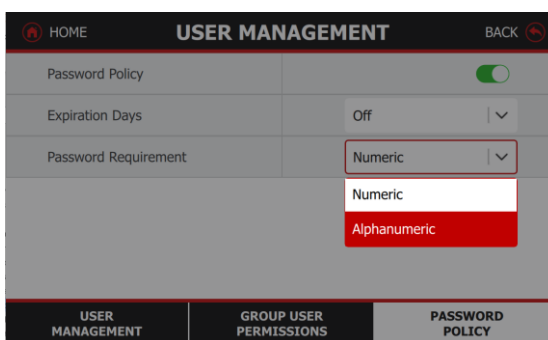 HOME USER MANAGEMENT BACK
Password Policy
Expiration Days Off
Password Requirement Numeric
Numeric
Alphanumeric
USER MANAGEMENT
GROUP USER PERMISSIONS
PASSWORD POLICY